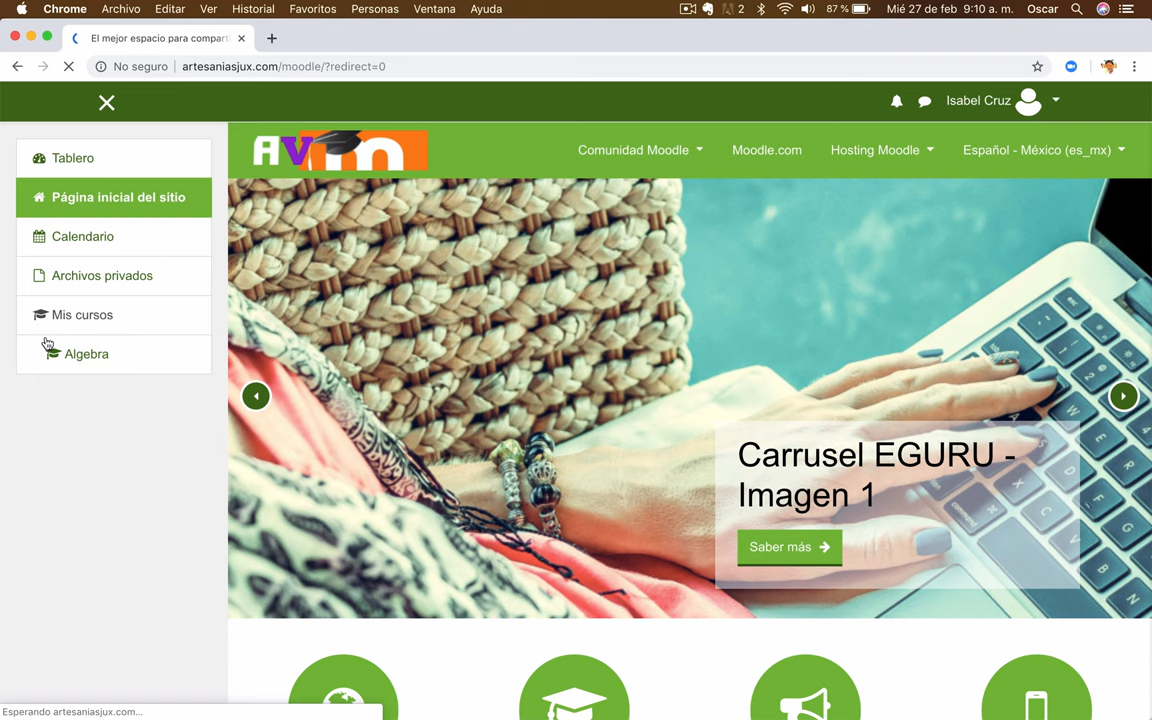 Chrome Archivo Editar Ver Historial Favoritos Personas Ventana Ayuda 2 87 % Mié 27 de feb 9:10 a. m. Oscar
El mejor espacio para compart
No seguro | artesaniasjux.com/moodle/?redirect=0
Isabel Cruz
AVm
Comunidad Moodle Moodle.com Hosting Moodle Español - México (es_mx)
Tablero
Página inicial del sitio
Calendario
Archivos privados
Mis cursos
Algebra
Carrusel EGURU -
Imagen 1
Saber más
Esperando artesaniasjux.com...